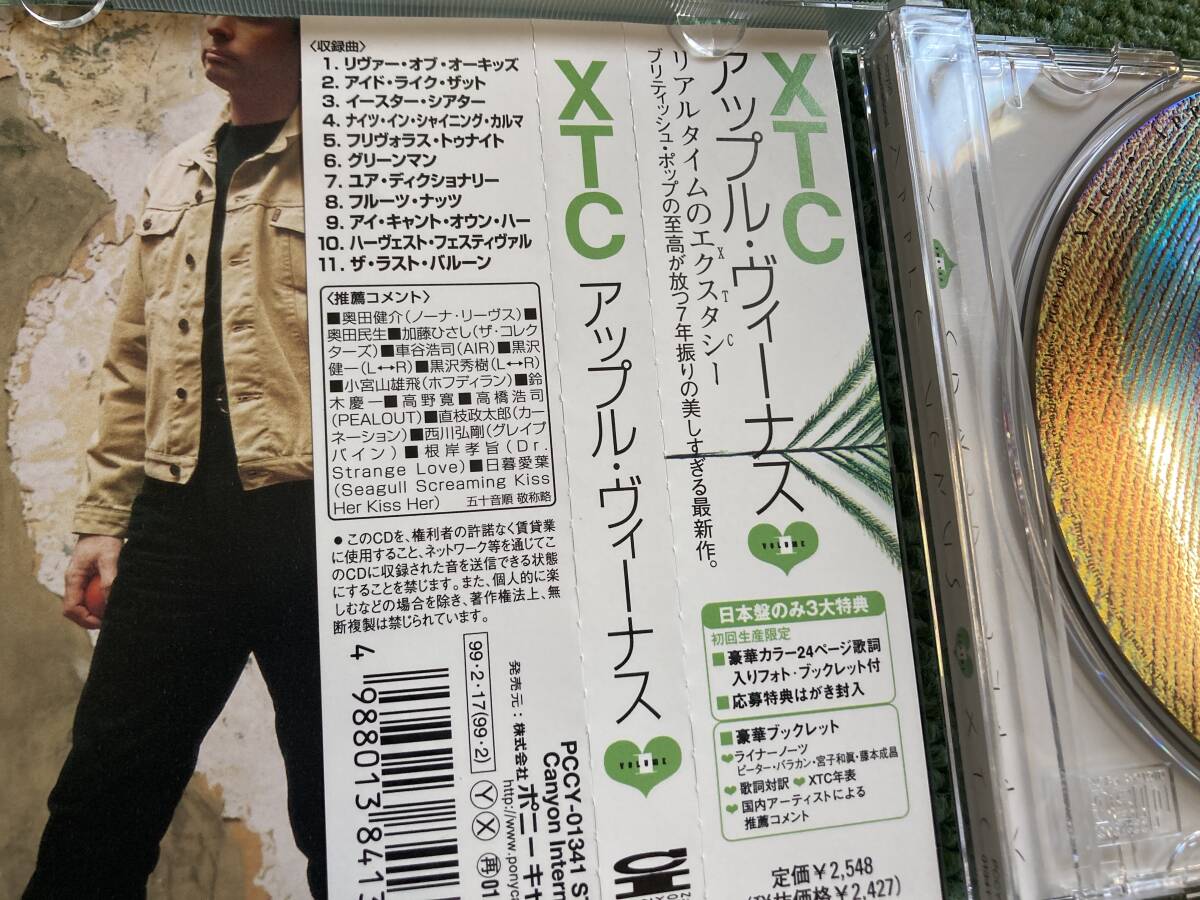 〈収録曲〉
1. リヴァー・オブ・オーキッズ
2. アイド・ライク・ザット
3. イースター・シアター
4. ナイツ・イン・シャイニング・カルマ
5. フリヴォラス・トゥナイト
6. グリーンマン
7. ユア・ディクショナリー
8. フルーツ・ナッツ
9. アイ・キャント・オウン・ハー
10. ハーヴェスト・フェスティヴァル
11. ザ・ラスト・バルーン
〈推薦コメント〉
■奥田健介(ノーナ・リーヴス)■
奥田民生■加藤ひさし(ザ・コレク
ターズ)■車谷浩司(AIR)■黒沢
健一(L↔R)■黒沢秀樹(L↔R)
■小宮山雄飛(ホフディラン)■鈴
木慶一■高野寛■高橋浩司
(PEALOUT)■直枝政太郎(カー
ネーション)■西川弘剛(グレイプ
バイン)■根岸孝旨(Dr.
Strange Love)■日暮愛葉
(Seagull Screaming Kiss
Her Kiss Her)
五十音順 敬称略
●このCDを、権利者の許諾なく賃貸業
に使用すること、ネットワーク等を通じてこ
のCDに収録された音を送信できる状態
にすることを禁じます。また、個人的に楽
しむなどの場合を除き、著作権法上、無
断複製は禁じられています。
4 988013 8413
99・2・17(99・2)
Ⓨ Ⓧ 再 01
発売元:株式会社ポニーキャ
http://www.ponyc
PCCY-01341
Canyon Intern
XTC
アップル・ヴィーナス
VOLUME I
XTC
アップル・ヴィーナス
VOLUME I
リアルタイムのエクスタシー
XTC
ブリティッシュ・ポップの至高が放つ7年振りの美しすぎる最新作。
日本盤のみ3大特典
初回生産限定
■豪華カラー24ページ歌詞
入りフォト・ブックレット付
■応募特典はがき封入
■豪華ブックレット
ライナーノーツ
ピーター・バラカン・宮子和眞・藤本成昌
歌詞対訳 XTC年表
国内アーティストによる
推薦コメント
定価¥2,548
(税抜価格¥2,427)